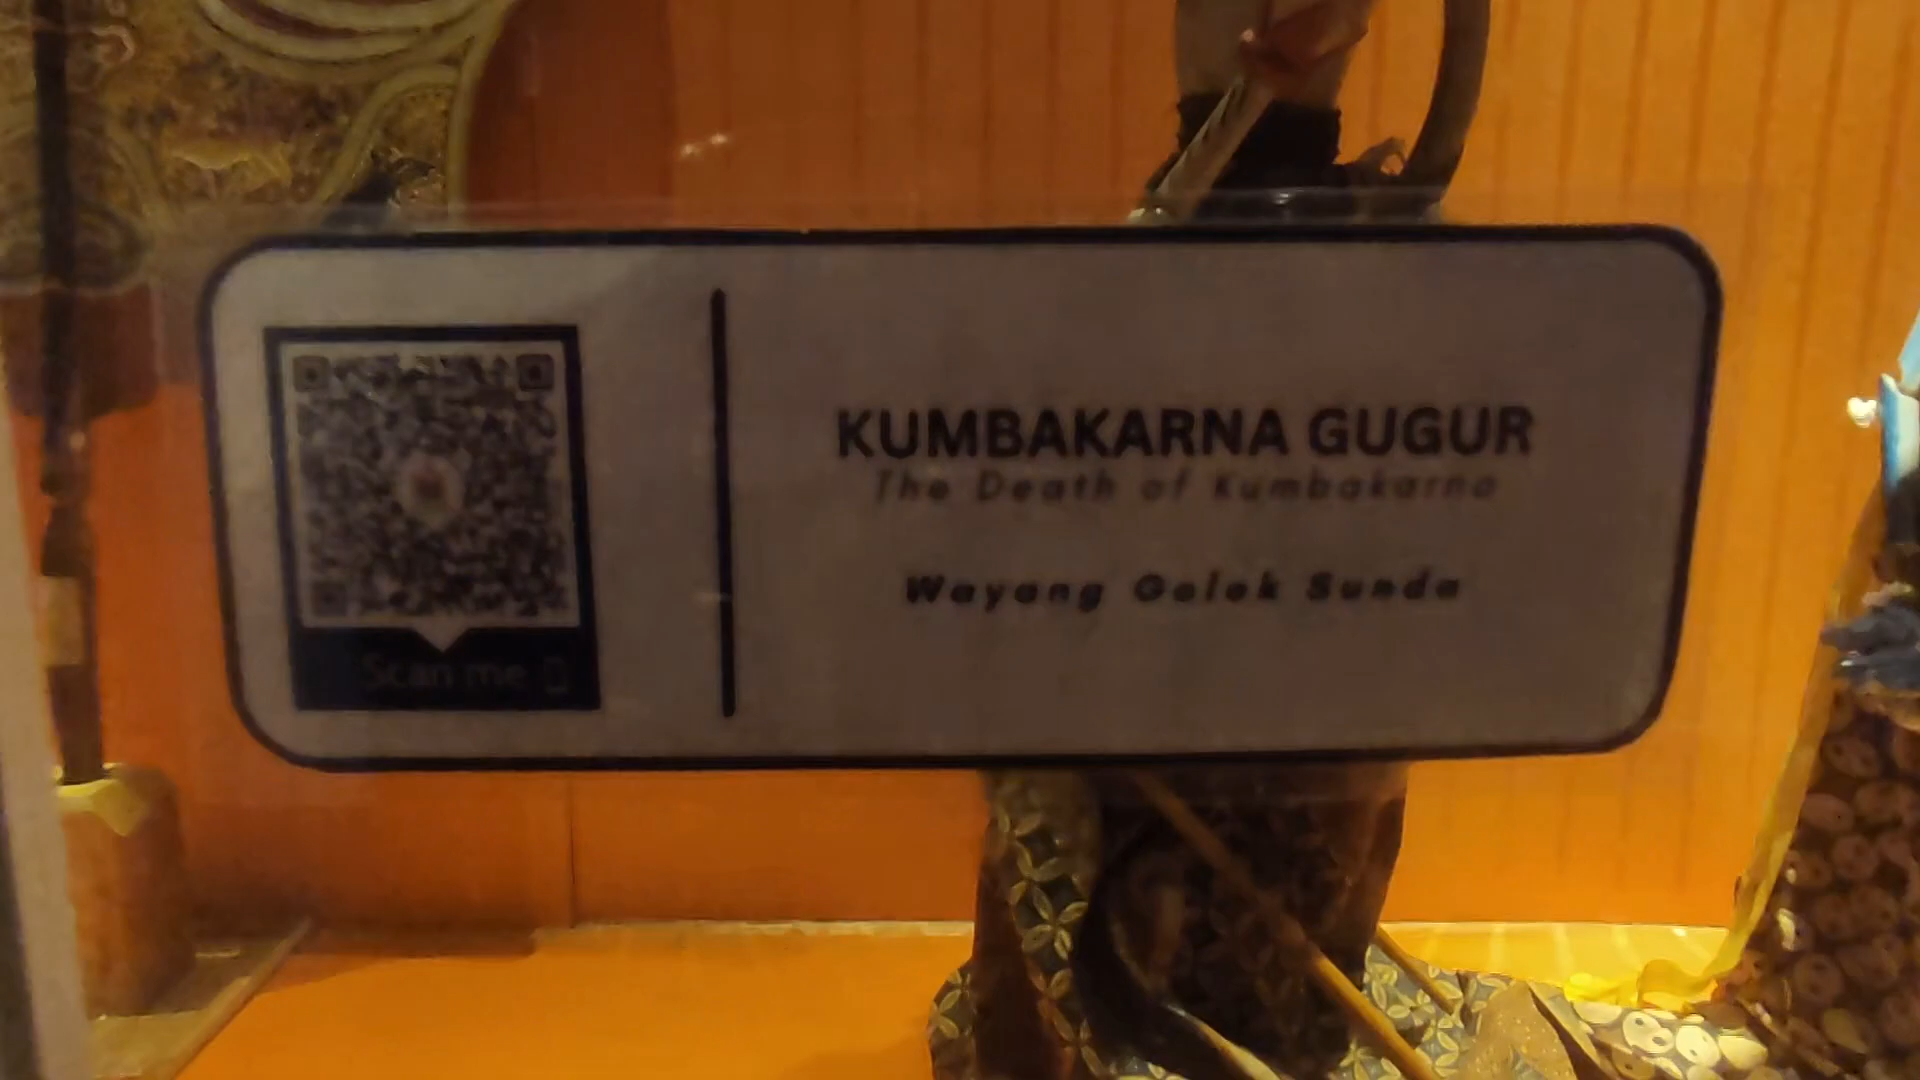 KUMBAKARNA GUGUR
The Death of Kumbakarna
Wayang Golek Sunda
Scan me